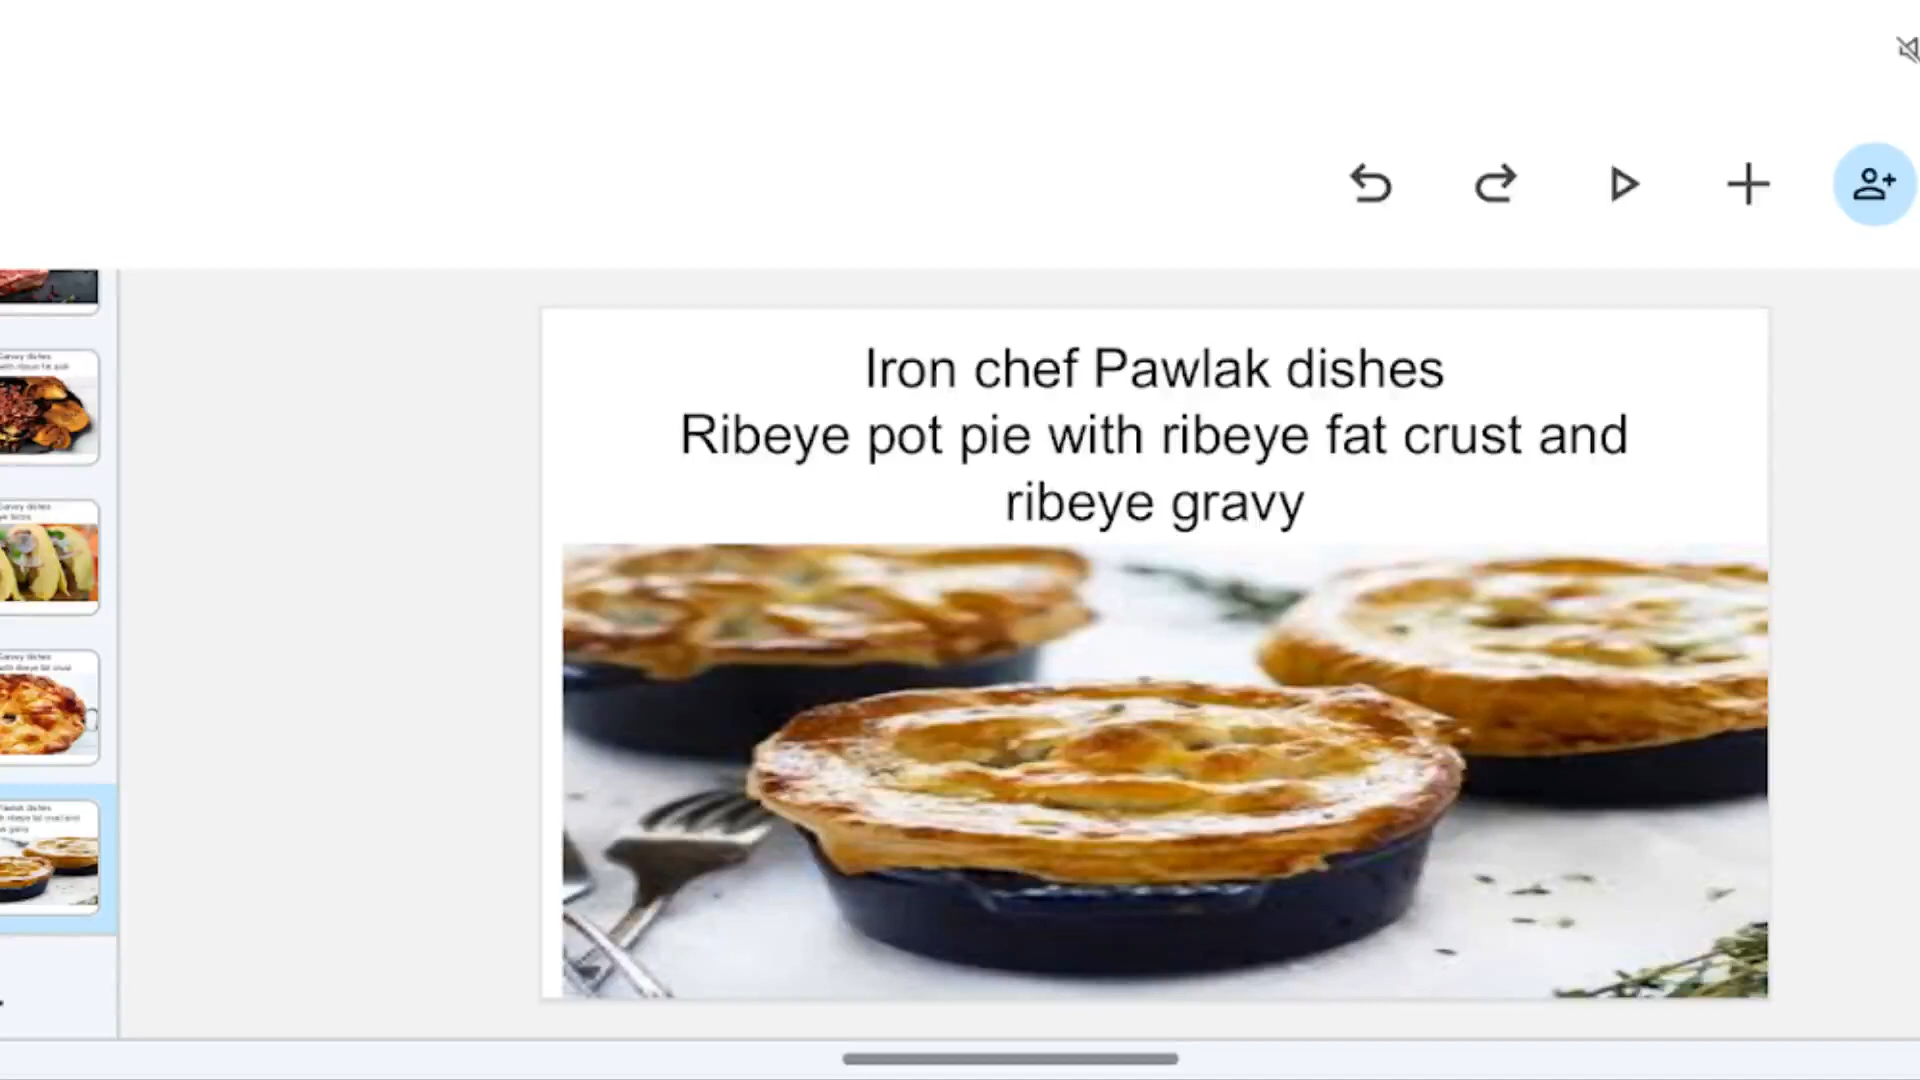 Iron chef Pawlak dishes
Ribeye pot pie with ribeye fat crust and
ribeye gravy